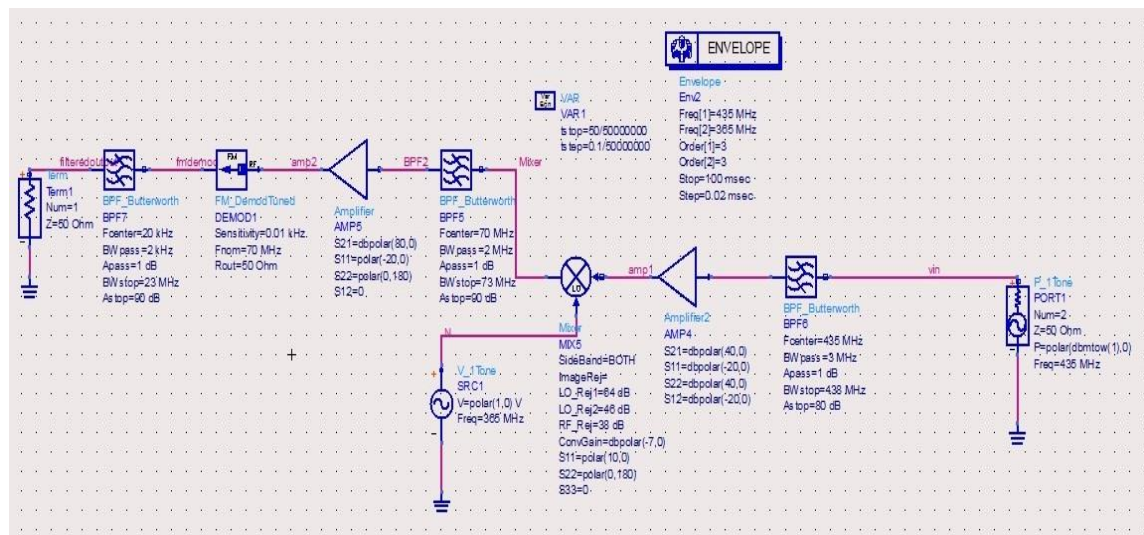 ENVELOPE
Envelope
Env2
Freq[1]=435 MHz
Freq[2]=365 MHz
Order[1]=3
Order[2]=3
Stop=100 msec
Step=0.02 msec
Var
Eqn
VAR
VAR1
tstop=50/50000000
tstep=0.1/50000000
filteredoutput
fmdemod
amp2
BPF2
Mixer
Term
Term1
Num=1
Z=50 Ohm
BPF_Butterworth
BPF7
Fcenter=20 kHz
BWpass=2 kHz
Apass=1 dB
BWstop=23 MHz
Astop=90 dB
FM
RF
FM_DemodTuned
DEMOD1
Sensitivity=0.01 kHz
Fnom=70 MHz
Rout=50 Ohm
Amplifier
S21=dbpolar(80,0)
S11=polar(-20,0)
S22=polar(0,180)
S12=0
BPF_Butterworth
BPF5
Fcenter=70 MHz
BWpass=2 MHz
Apass=1 dB
BWstop=73 MHz
Astop=90 dB
LO
Mixer
MIX5
SideBand=BOTH
ImageRej=
LO_Rej1=64 dB
LO_Rej2=46 dB
RF_Rej=38 dB
ConvGain=dbpolar(-7,0)
S11=polar(10,0)
S22=polar(0,180)
S33=0
V_1Tone
SRC1
V=polar(1,0) V
Freq=365 MHz
amp1
Amplifier2
AMP4
S21=dbpolar(40,0)
S11=dbpolar(-20,0)
S22=dbpolar(40,0)
S12=dbpolar(-20,0)
BPF_Butterworth
BPF6
Fcenter=435 MHz
BWpass=3 MHz
Apass=1 dB
BWstop=438 MHz
Astop=80 dB
vin
P_1Tone
PORT1
Num=2
Z=50 Ohm
P=polar(dbmtow(1),0)
Freq=435 MHz